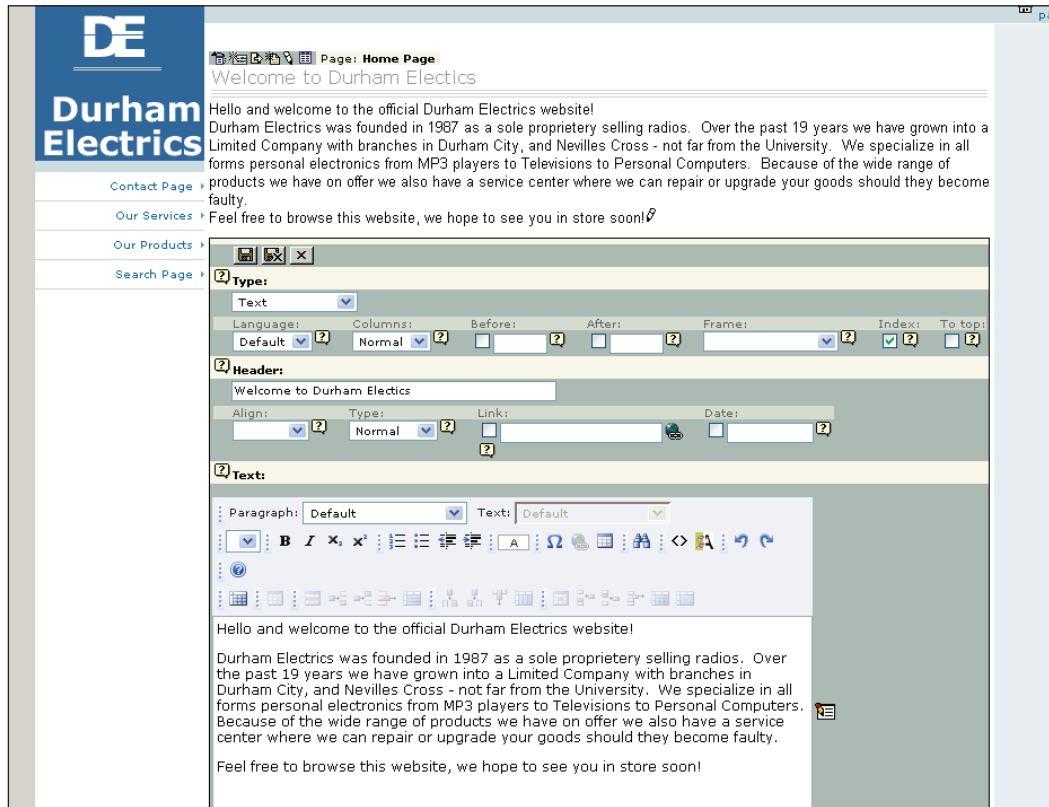 DE
Durham
Electrics
Contact Page
Our Services
Our Products
Search Page
Page: Home Page
Welcome to Durham Electics
Hello and welcome to the official Durham Electrics website!
Durham Electrics was founded in 1987 as a sole proprietery selling radios. Over the past 19 years we have grown into a
Limited Company with branches in Durham City, and Nevilles Cross - not far from the University. We specialize in all
forms personal electronics from MP3 players to Televisions to Personal Computers. Because of the wide range of
products we have on offer we also have a service center where we can repair or upgrade your goods should they become
faulty.
Feel free to browse this website, we hope to see you in store soon!
? Type:
Text
Language: Columns: Before: After: Frame: Index: To top:
Default ? Normal ? ? ? ? ? ?
? Header:
Welcome to Durham Electics
Align: Type: Link: Date:
? Normal ? ?
?
? Text:
Paragraph: Default Text: Default
B I X₂ X² A Ω <> A
?
Hello and welcome to the official Durham Electrics website!
Durham Electrics was founded in 1987 as a sole proprietery selling radios. Over
the past 19 years we have grown into a Limited Company with branches in
Durham City, and Nevilles Cross - not far from the University. We specialize in all
forms personal electronics from MP3 players to Televisions to Personal Computers.
Because of the wide range of products we have on offer we also have a service
center where we can repair or upgrade your goods should they become faulty.
Feel free to browse this website, we hope to see you in store soon!